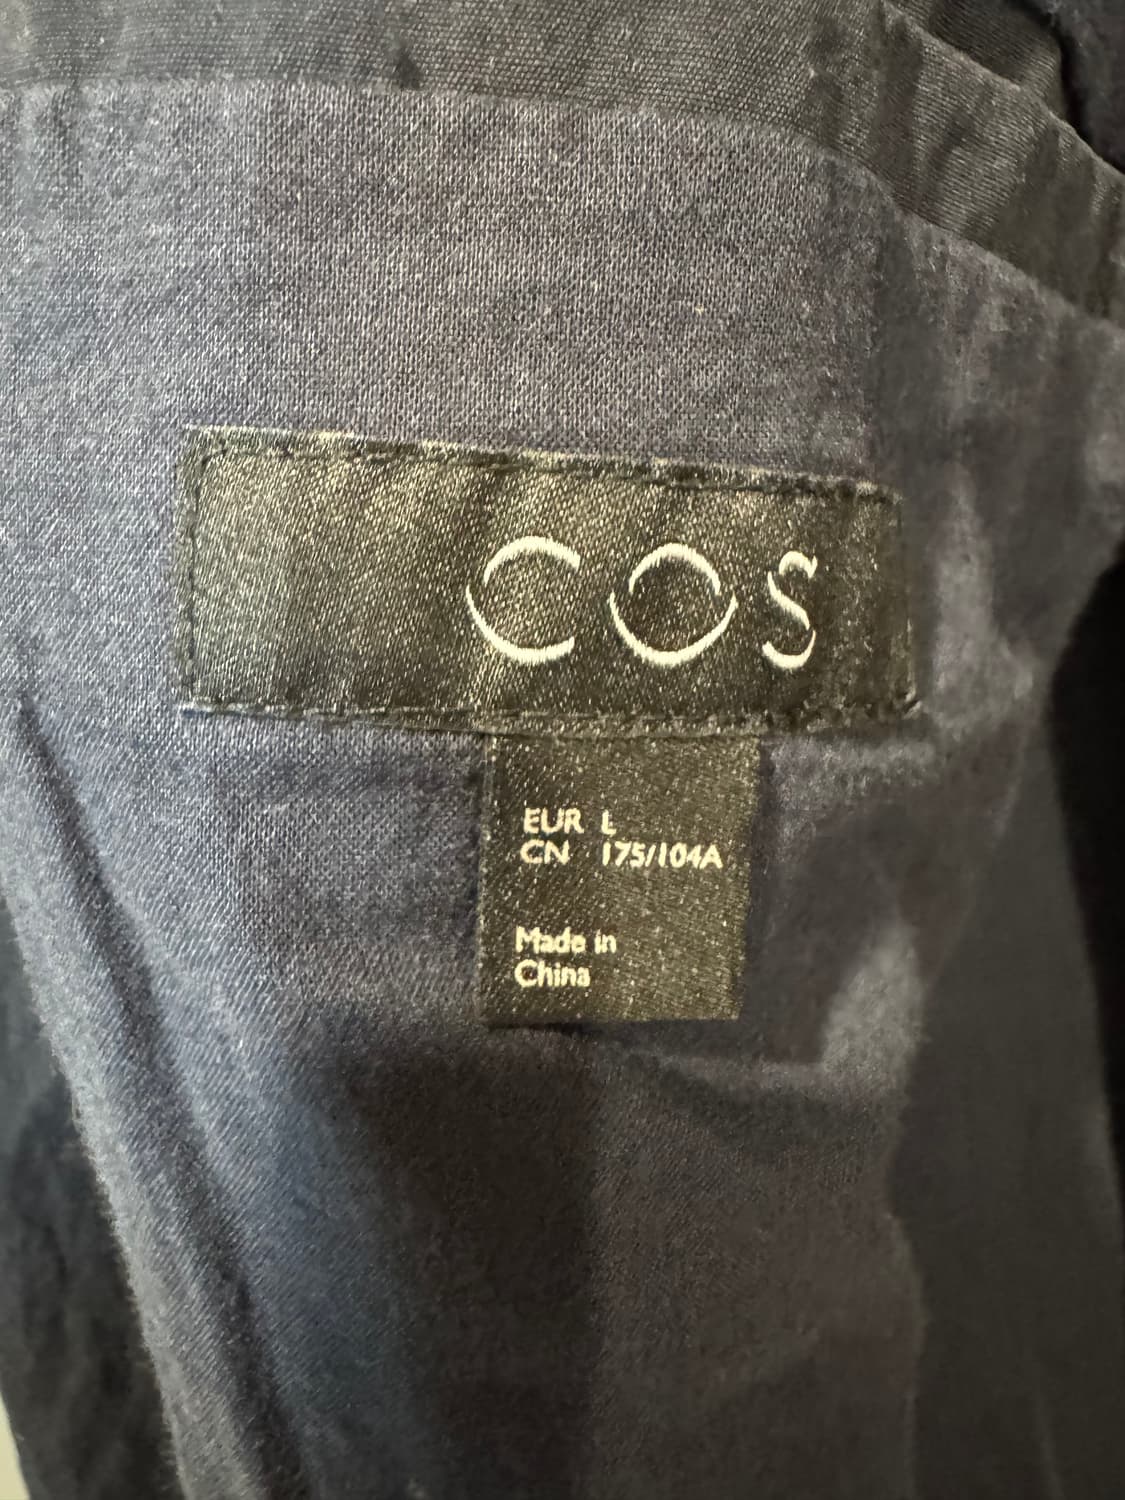 COS
EUR L
CN 175/104A
Made in
China